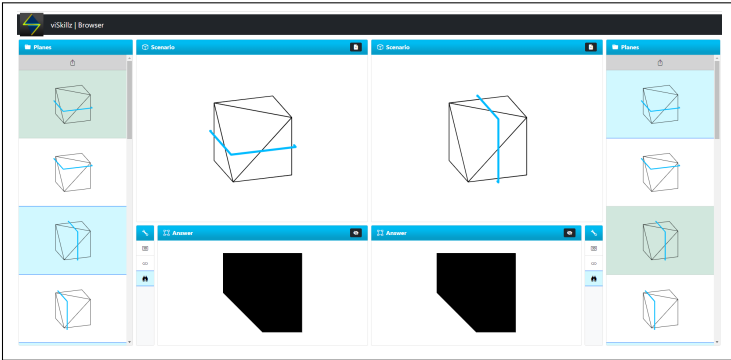 viSkillz | Browser
Planes
Scenario
Scenario
Planes
Answer
Answer